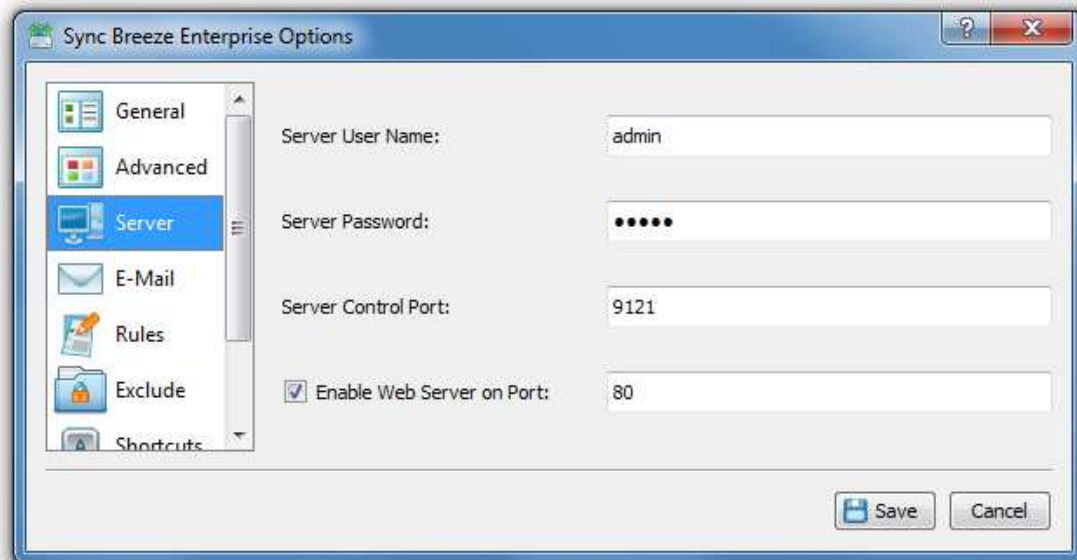 Sync Breeze Enterprise Options
?
General
Advanced
Server
E-Mail
Rules
Exclude
Shortcuts
Server User Name: admin
Server Password: •••••
Server Control Port: 9121
Enable Web Server on Port: 80
Save Cancel